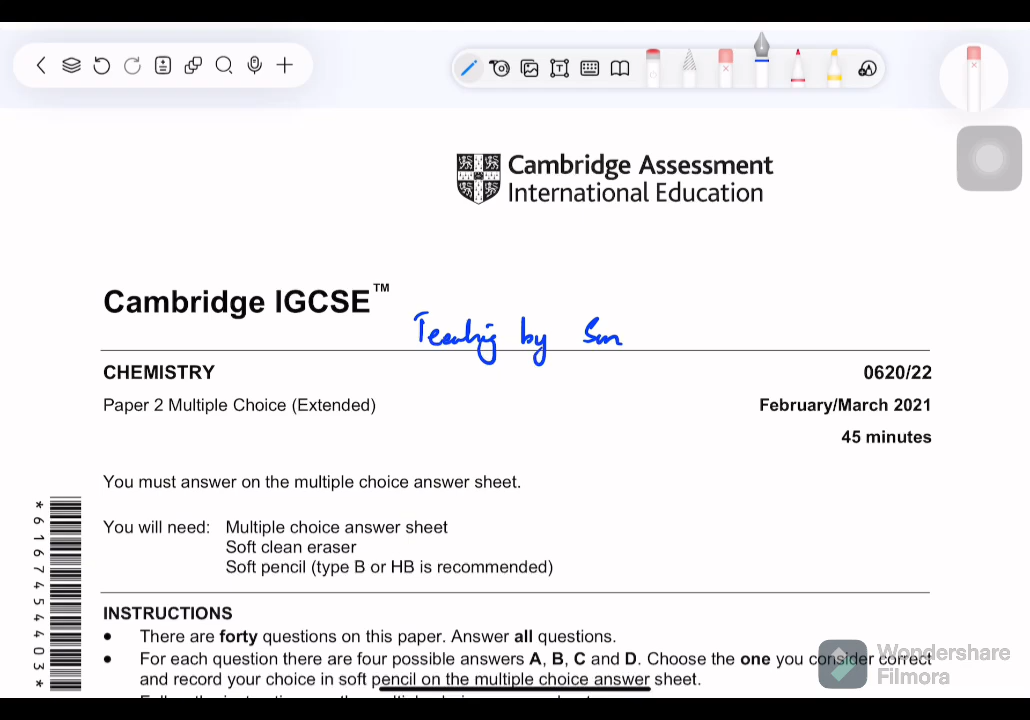 Cambridge Assessment
International Education
Cambridge IGCSE™
by
CHEMISTRY 0620/22
Paper 2 Multiple Choice (Extended) February/March 2021
45 minutes
You must answer on the multiple choice answer sheet.
You will need: Multiple choice answer sheet
Soft clean eraser
Soft pencil (type B or HB is recommended)
*6167454403*
INSTRUCTIONS
● There are forty questions on this paper. Answer all questions.
● For each question there are four possible answers A, B, C and D. Choose the one you consider correct
and record your choice in soft pencil on the multiple choice answer sheet.
Wondershare
Filmora